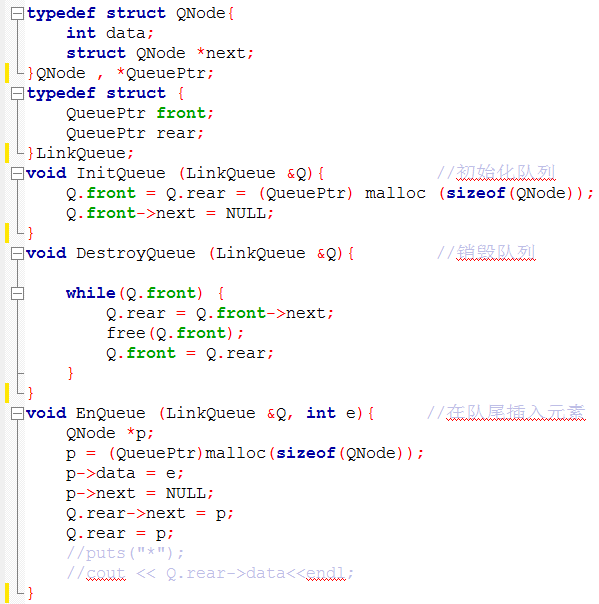 typedef struct QNode{
    int data;
    struct QNode *next;
}QNode , *QueuePtr;
typedef struct {
    QueuePtr front;
    QueuePtr rear;
}LinkQueue;
void InitQueue (LinkQueue &Q){           //初始化队列
    Q.front = Q.rear = (QueuePtr) malloc (sizeof(QNode));
    Q.front->next = NULL;
}
void DestroyQueue (LinkQueue &Q){        //销毁队列
    while(Q.front) {
        Q.rear = Q.front->next;
        free(Q.front);
        Q.front = Q.rear;
    }
}
void EnQueue (LinkQueue &Q, int e){     //在队尾插入元素
    QNode *p;
    p = (QueuePtr)malloc(sizeof(QNode));
    p->data = e;
    p->next = NULL;
    Q.rear->next = p;
    Q.rear = p;
    //puts("*");
    //cout << Q.rear->data<<endl;
}